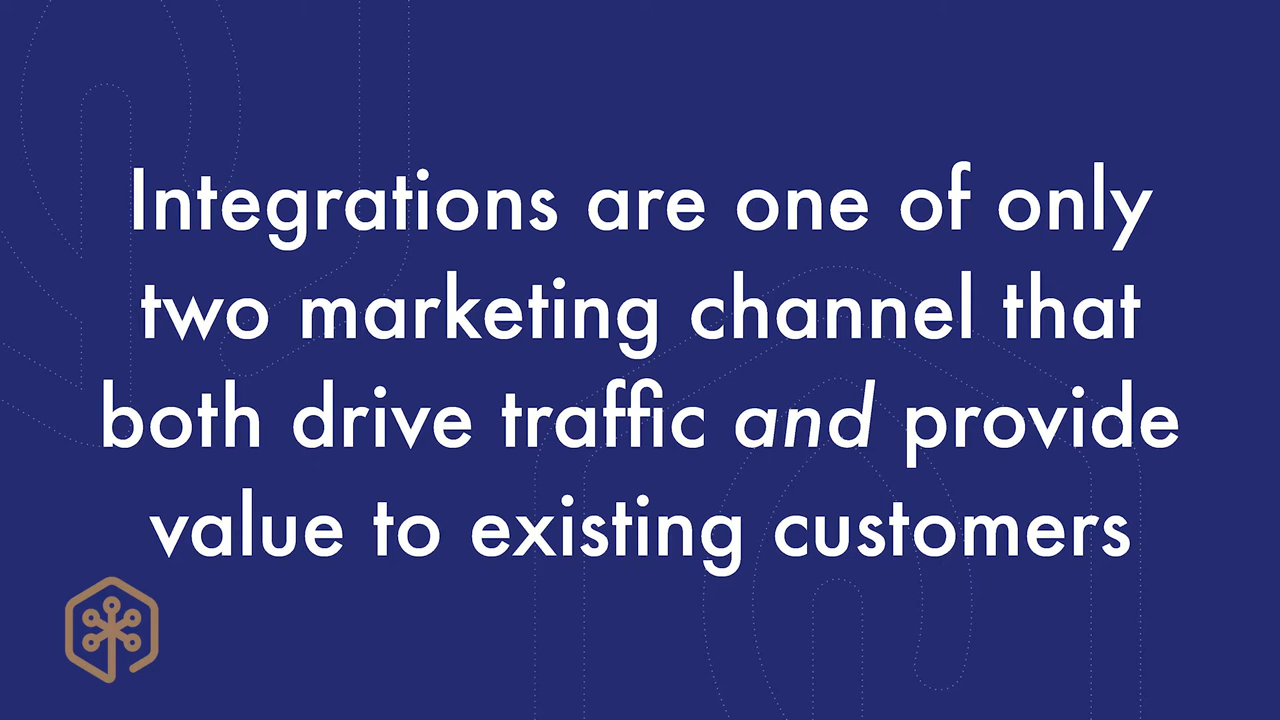 Integrations are one of only
two marketing channel that
both drive traffic and provide
value to existing customers